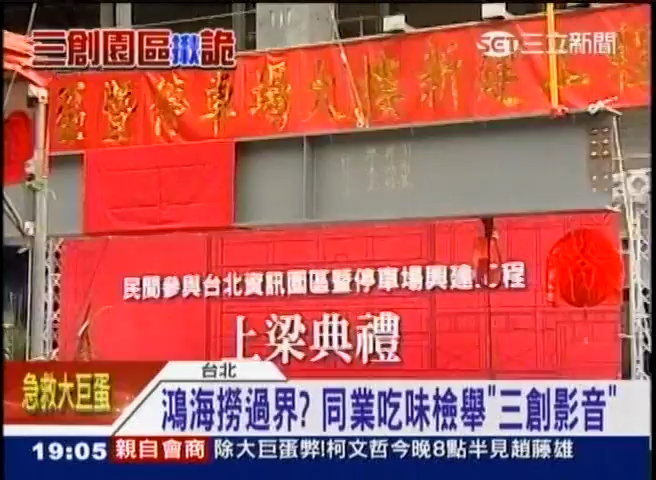 三創園區揪詭
SET三立新聞
民間參與台北資訊園區暨停車場興建工程
上梁典禮
台北
急救大巨蛋
鴻海撈過界? 同業吃味檢舉"三創影音"
19:05
親自會商
除大巨蛋弊!柯文哲今晚8點半見趙藤雄